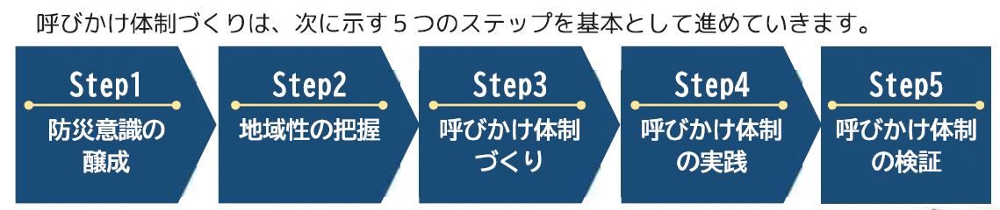 呼びかけ体制づくりは、次に示す５つのステップを基本として進めていきます。
Step1
防災意識の
醸成
Step2
地域性の把握
Step3
呼びかけ体制
づくり
Step4
呼びかけ体制
の実践
Step5
呼びかけ体制
の検証